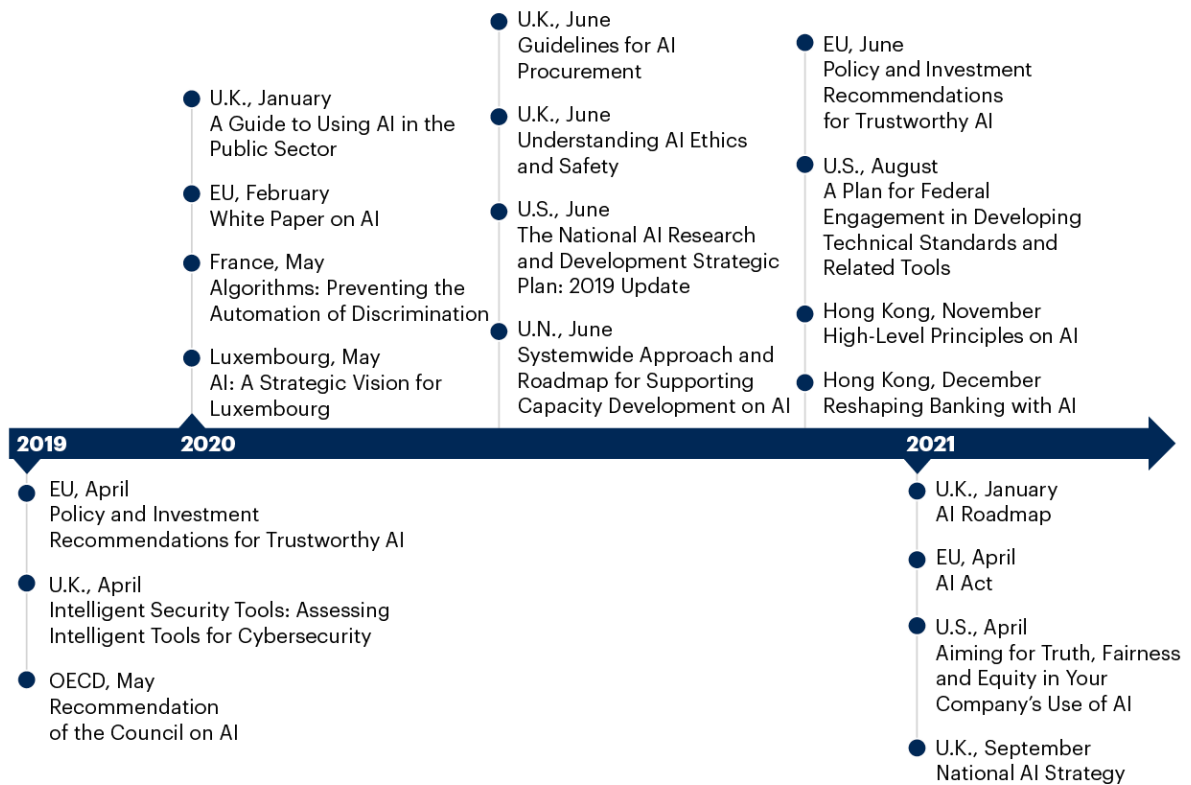 U.K., January
A Guide to Using AI in the
Public Sector
EU, February
White Paper on AI
France, May
Algorithms: Preventing the
Automation of Discrimination
Luxembourg, May
AI: A Strategic Vision for
Luxembourg
U.K., June
Guidelines for AI
Procurement
U.K., June
Understanding AI Ethics
and Safety
U.S., June
The National AI Research
and Development Strategic
Plan: 2019 Update
U.N., June
Systemwide Approach and
Roadmap for Supporting
Capacity Development on AI
EU, June
Policy and Investment
Recommendations
for Trustworthy AI
U.S., August
A Plan for Federal
Engagement in Developing
Technical Standards and
Related Tools
Hong Kong, November
High-Level Principles on AI
Hong Kong, December
Reshaping Banking with AI
2019
2020
2021
EU, April
Policy and Investment
Recommendations for Trustworthy AI
U.K., April
Intelligent Security Tools: Assessing
Intelligent Tools for Cybersecurity
OECD, May
Recommendation
of the Council on AI
U.K., January
AI Roadmap
EU, April
AI Act
U.S., April
Aiming for Truth, Fairness
and Equity in Your
Company’s Use of AI
U.K., September
National AI Strategy